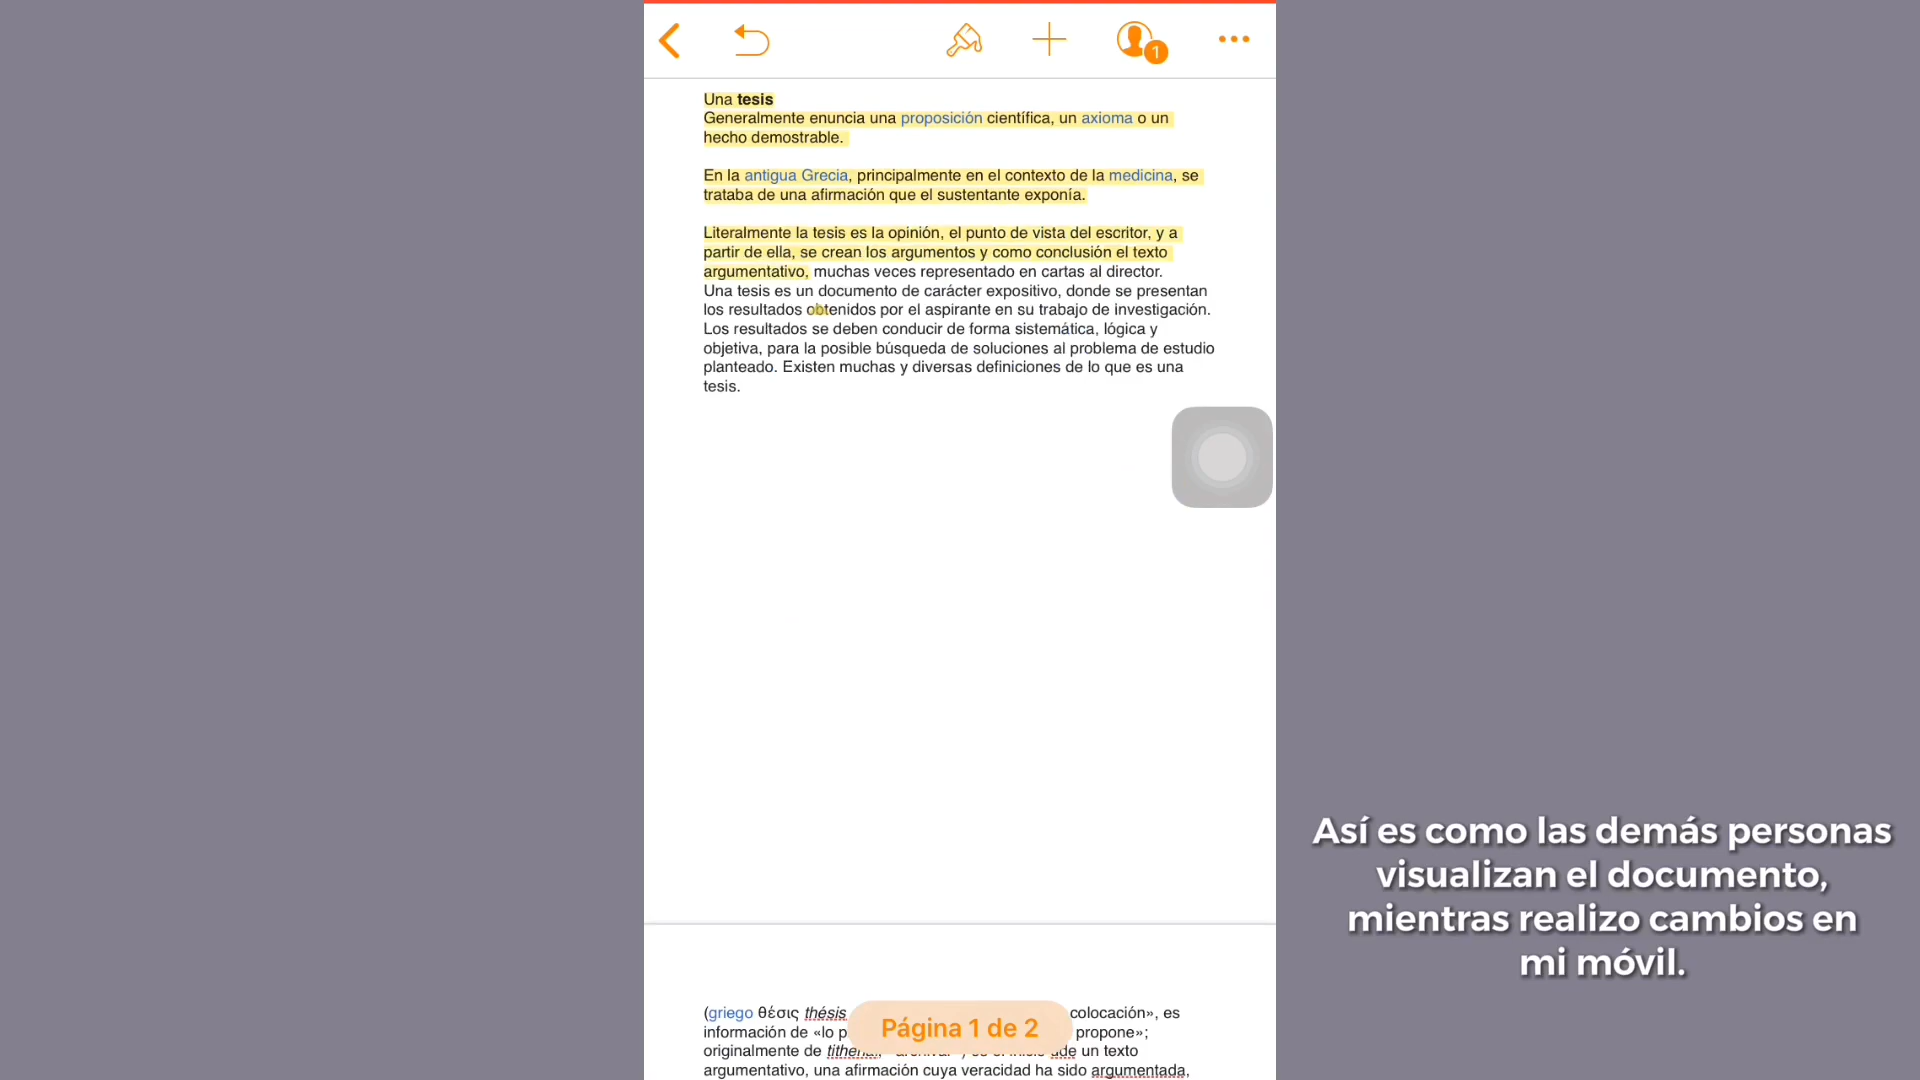 1
Una tesis
Generalmente enuncia una proposición científica, un axioma o un
hecho demostrable.
En la antigua Grecia, principalmente en el contexto de la medicina, se
trataba de una afirmación que el sustentante exponía.
Literalmente la tesis es la opinión, el punto de vista del escritor, y a
partir de ella, se crean los argumentos y como conclusión el texto
argumentativo, muchas veces representado en cartas al director.
Una tesis es un documento de carácter expositivo, donde se presentan
los resultados obtenidos por el aspirante en su trabajo de investigación.
Los resultados se deben conducir de forma sistemática, lógica y
objetiva, para la posible búsqueda de soluciones al problema de estudio
planteado. Existen muchas y diversas definiciones de lo que es una
tesis.
(griego θέσις thésis colocación», es
información de «lo p propone»;
originalmente de un texto
argumentativo, una afirmación cuya veracidad ha sido argumentada,
Página 1 de 2
Así es como las demás personas
visualizan el documento,
mientras realizo cambios en
mi móvil.